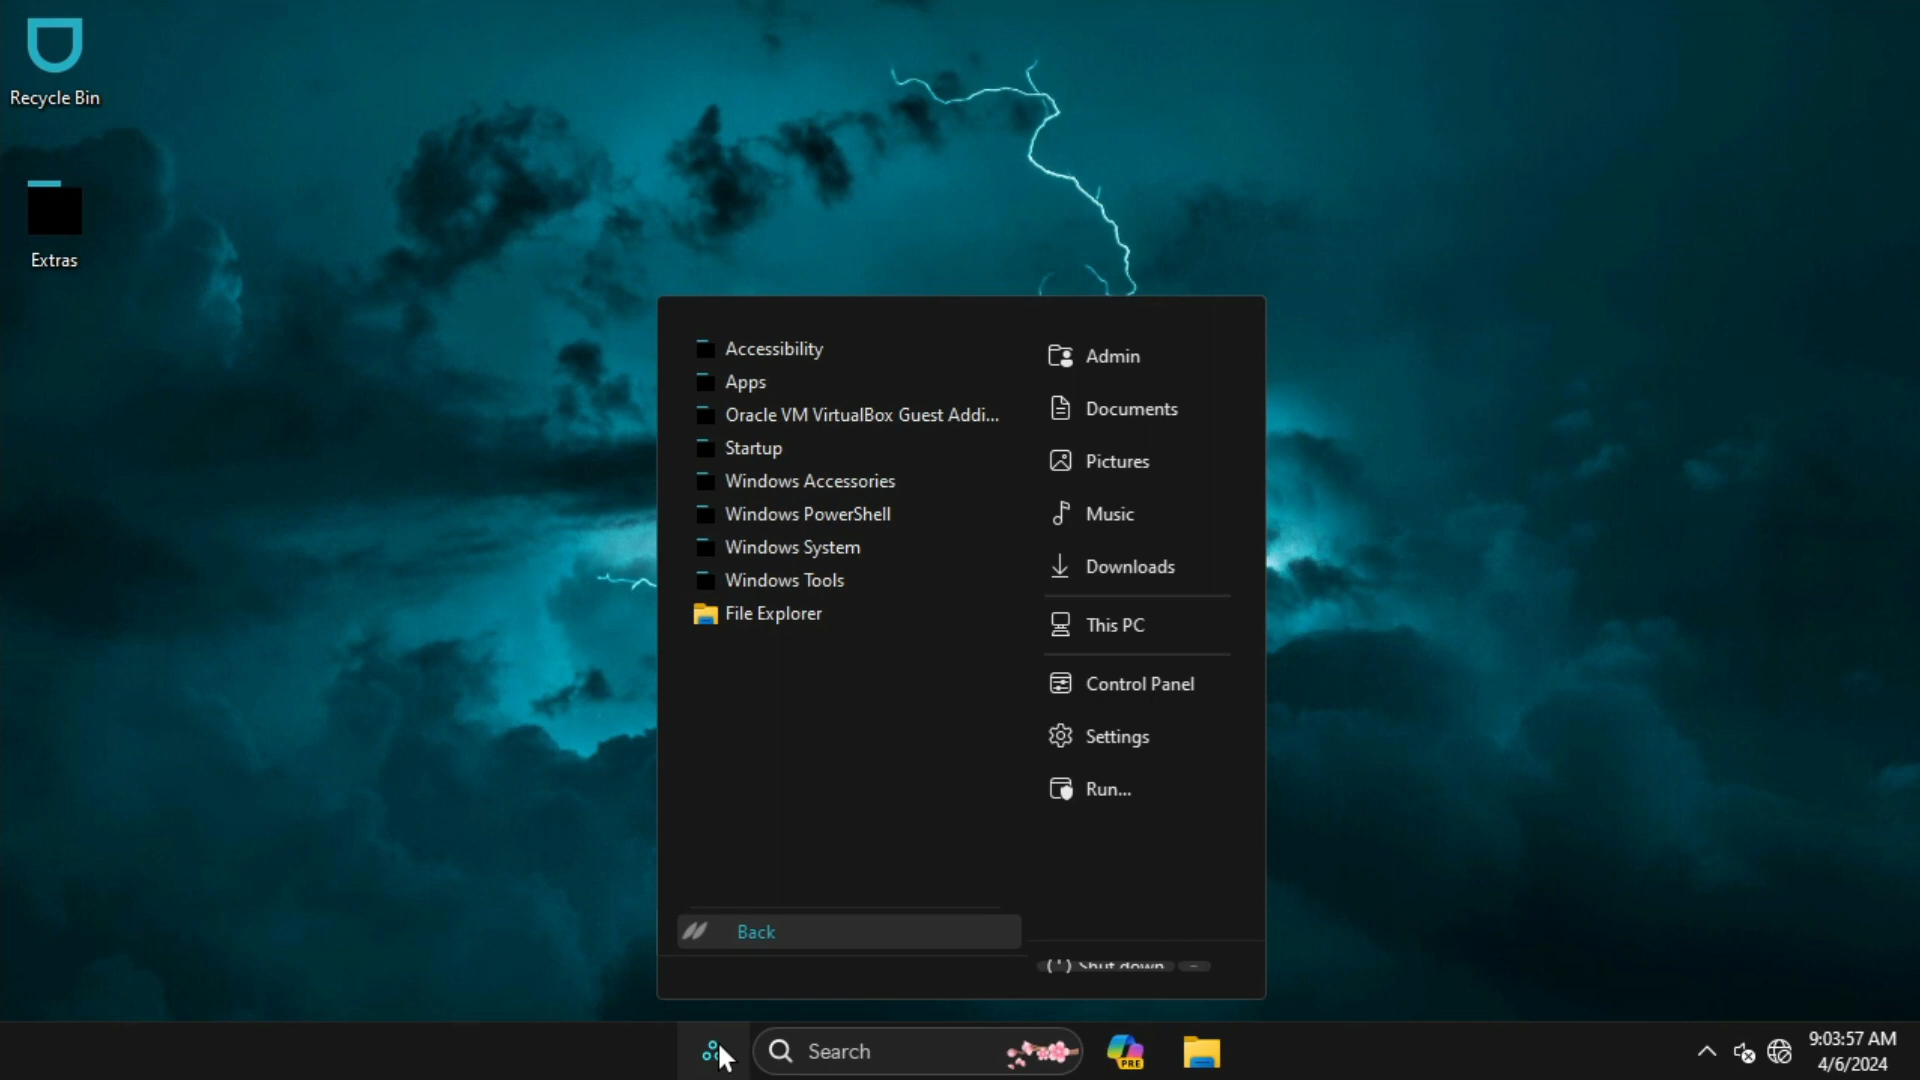 Recycle Bin
Extras
Accessibility
Apps
Oracle VM VirtualBox Guest Addi...
Startup
Windows Accessories
Windows PowerShell
Windows System
Windows Tools
File Explorer
Back
Admin
Documents
Pictures
Music
Downloads
This PC
Control Panel
Settings
Run...
Shut down
Search
PRE
9:03:57 AM
4/6/2024